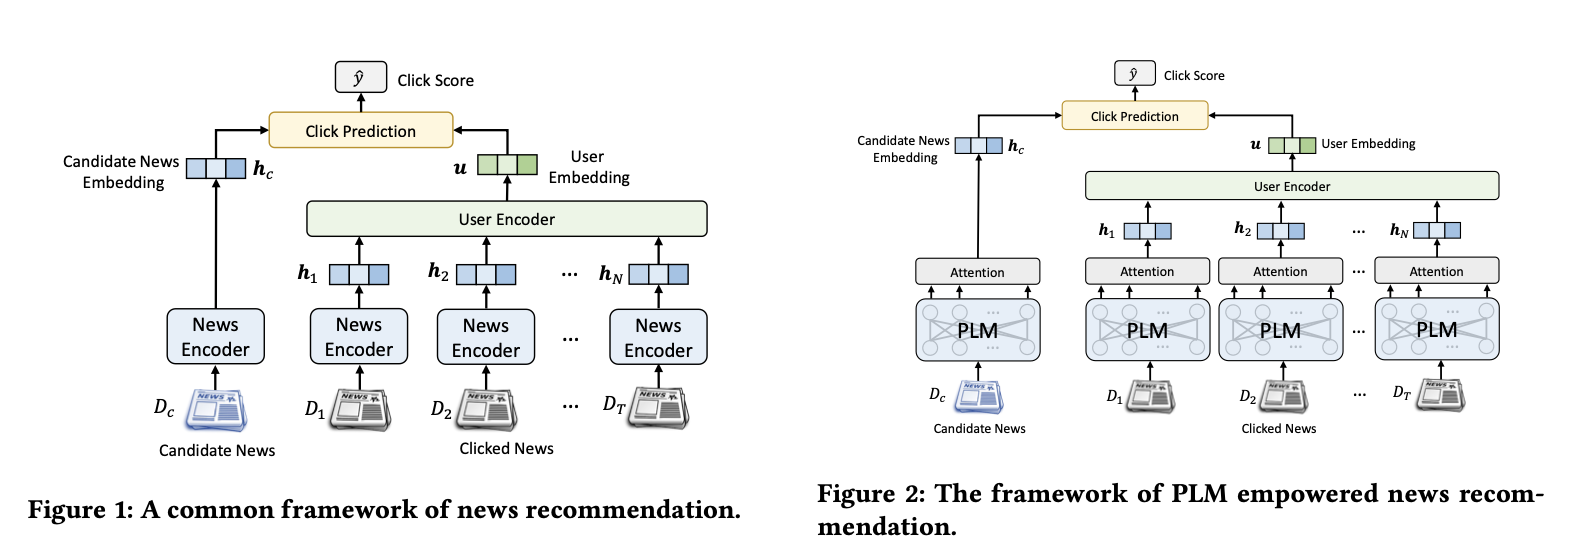 ŷ
Click Score
Click Prediction
Candidate News
Embedding
h_c
u
User
Embedding
User Encoder
h_1
h_2
...
h_N
News
Encoder
News
Encoder
News
Encoder
...
News
Encoder
D_c
NEWS
D_1
NEWS
D_2
NEWS
...
D_T
NEWS
Candidate News
Clicked News
Figure 1: A common framework of news recommendation.
ŷ
Click Score
Click Prediction
Candidate News
Embedding
h_c
u
User Embedding
User Encoder
h_1
h_2
...
h_N
Attention
Attention
Attention
...
Attention
...
PLM
...
...
PLM
...
...
PLM
...
...
...
PLM
...
D_c
NEWS
D_1
NEWS
D_2
NEWS
...
D_T
NEWS
Candidate News
Clicked News
Figure 2: The framework of PLM empowered news recom-
mendation.